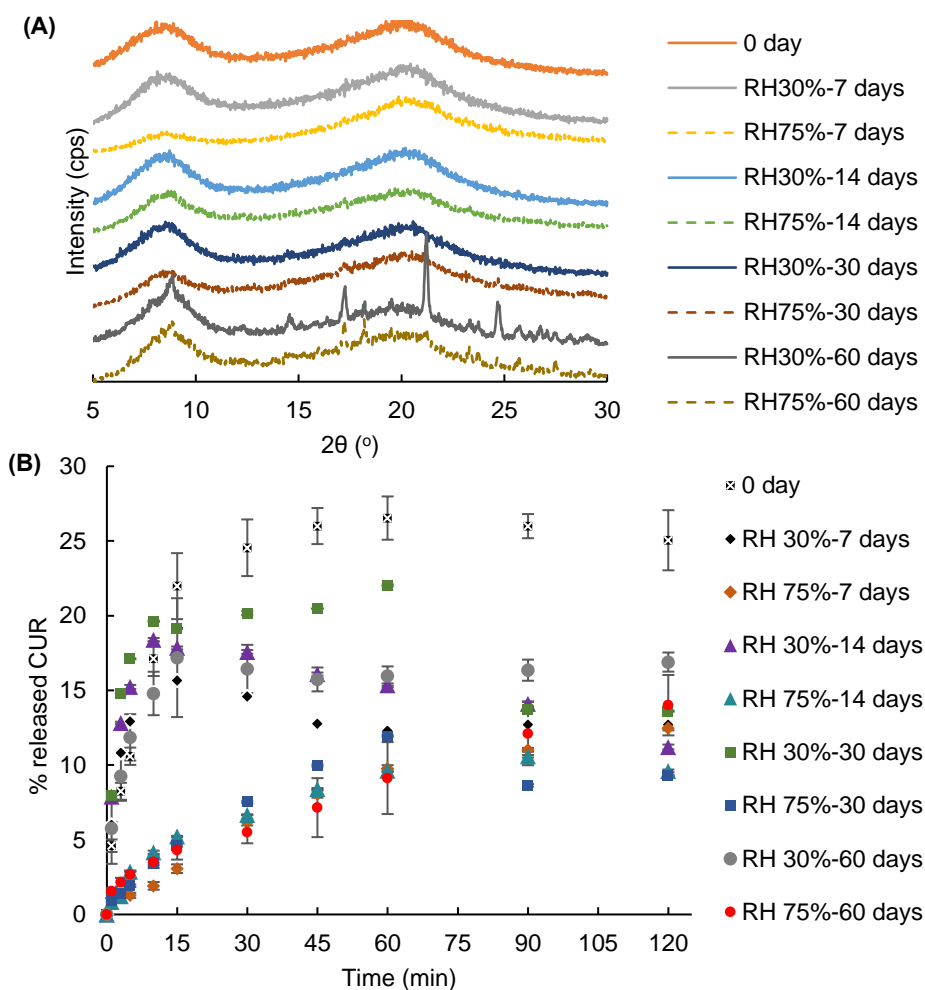 (A)
Intensity (cps)
5 10 15 20 25 30
2θ (o)
0 day
RH30%-7 days
RH75%-7 days
RH30%-14 days
RH75%-14 days
RH30%-30 days
RH75%-30 days
RH30%-60 days
RH75%-60 days
(B)
% released CUR
30
25
20
15
10
5
0
0 15 30 45 60 75 90 105 120
Time (min)
0 day
RH 30%-7 days
RH 75%-7 days
RH 30%-14 days
RH 75%-14 days
RH 30%-30 days
RH 75%-30 days
RH 30%-60 days
RH 75%-60 days